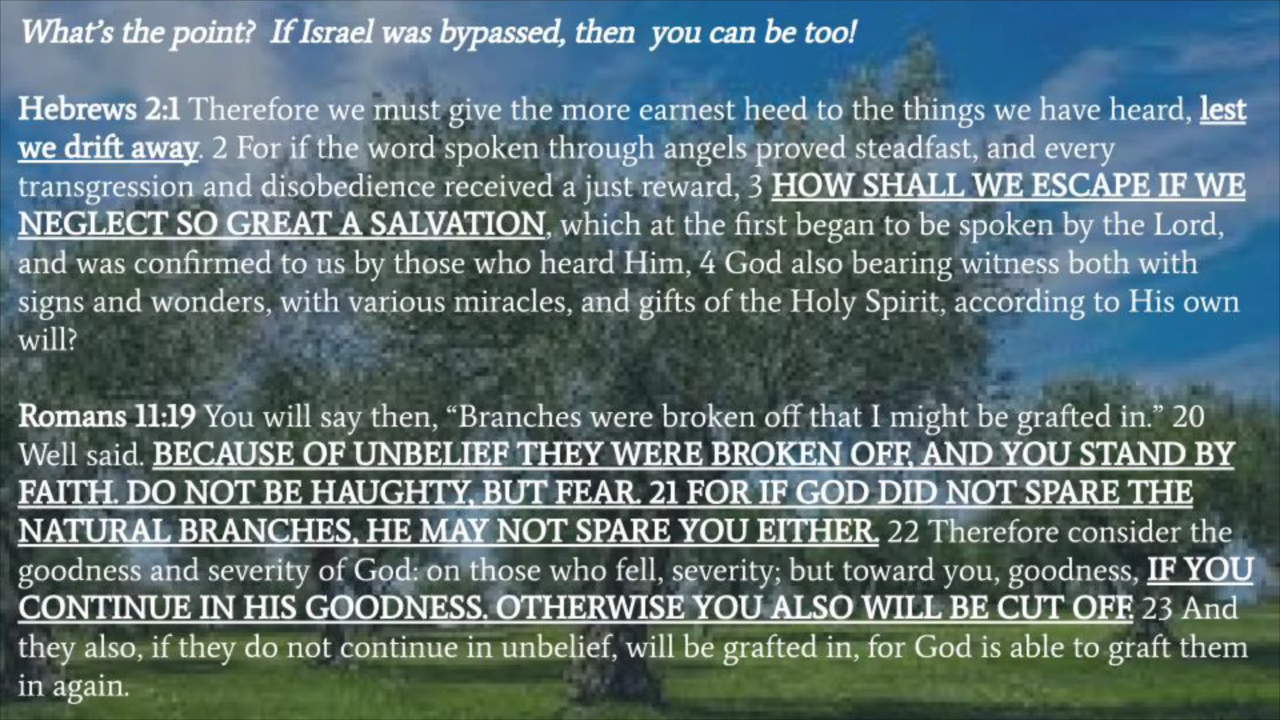 What's the point?  If Israel was bypassed, then  you can be too!
Hebrews 2:1 Therefore we must give the more earnest heed to the things we have heard, lest
we drift away. 2 For if the word spoken through angels proved steadfast, and every
transgression and disobedience received a just reward, 3 HOW SHALL WE ESCAPE IF WE
NEGLECT SO GREAT A SALVATION, which at the first began to be spoken by the Lord,
and was confirmed to us by those who heard Him, 4 God also bearing witness both with
signs and wonders, with various miracles, and gifts of the Holy Spirit, according to His own
will?
Romans 11:19 You will say then, “Branches were broken off that I might be grafted in.” 20
Well said. BECAUSE OF UNBELIEF THEY WERE BROKEN OFF, AND YOU STAND BY
FAITH. DO NOT BE HAUGHTY, BUT FEAR. 21 FOR IF GOD DID NOT SPARE THE
NATURAL BRANCHES, HE MAY NOT SPARE YOU EITHER. 22 Therefore consider the
goodness and severity of God: on those who fell, severity; but toward you, goodness, IF YOU
CONTINUE IN HIS GOODNESS. OTHERWISE YOU ALSO WILL BE CUT OFF. 23 And
they also, if they do not continue in unbelief, will be grafted in, for God is able to graft them
in again.